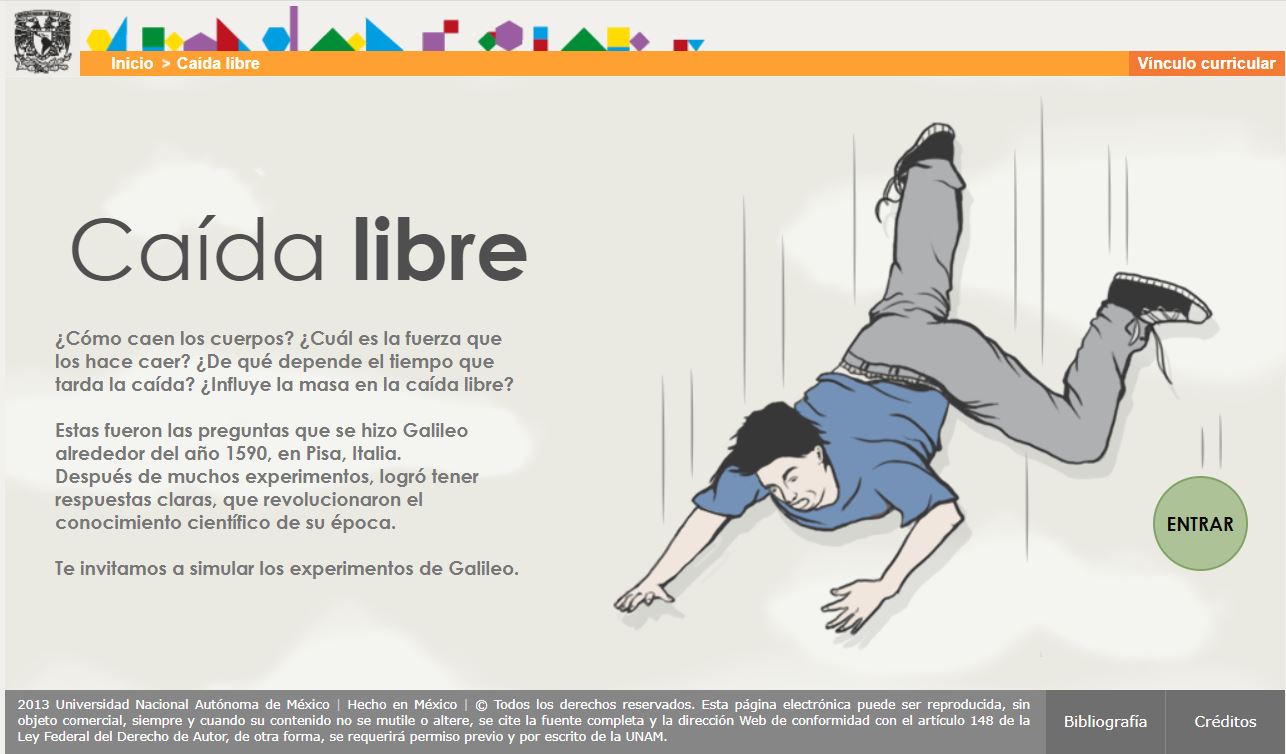 Inicio > Caída libre
Vínculo curricular
Caída libre
¿Cómo caen los cuerpos? ¿Cuál es la fuerza que
los hace caer? ¿De qué depende el tiempo que
tarda la caída? ¿Influye la masa en la caída libre?
Estas fueron las preguntas que se hizo Galileo
alrededor del año 1590, en Pisa, Italia.
Después de muchos experimentos, logró tener
respuestas claras, que revolucionaron el
conocimiento científico de su época.
Te invitamos a simular los experimentos de Galileo.
ENTRAR
2013 Universidad Nacional Autónoma de México | Hecho en México | © Todos los derechos reservados. Esta página electrónica puede ser reproducida, sin
objeto comercial, siempre y cuando su contenido no se mutile o altere, se cite la fuente completa y la dirección Web de conformidad con el artículo 148 de la
Ley Federal del Derecho de Autor, de otra forma, se requerirá permiso previo y por escrito de la UNAM.
Bibliografía
Créditos